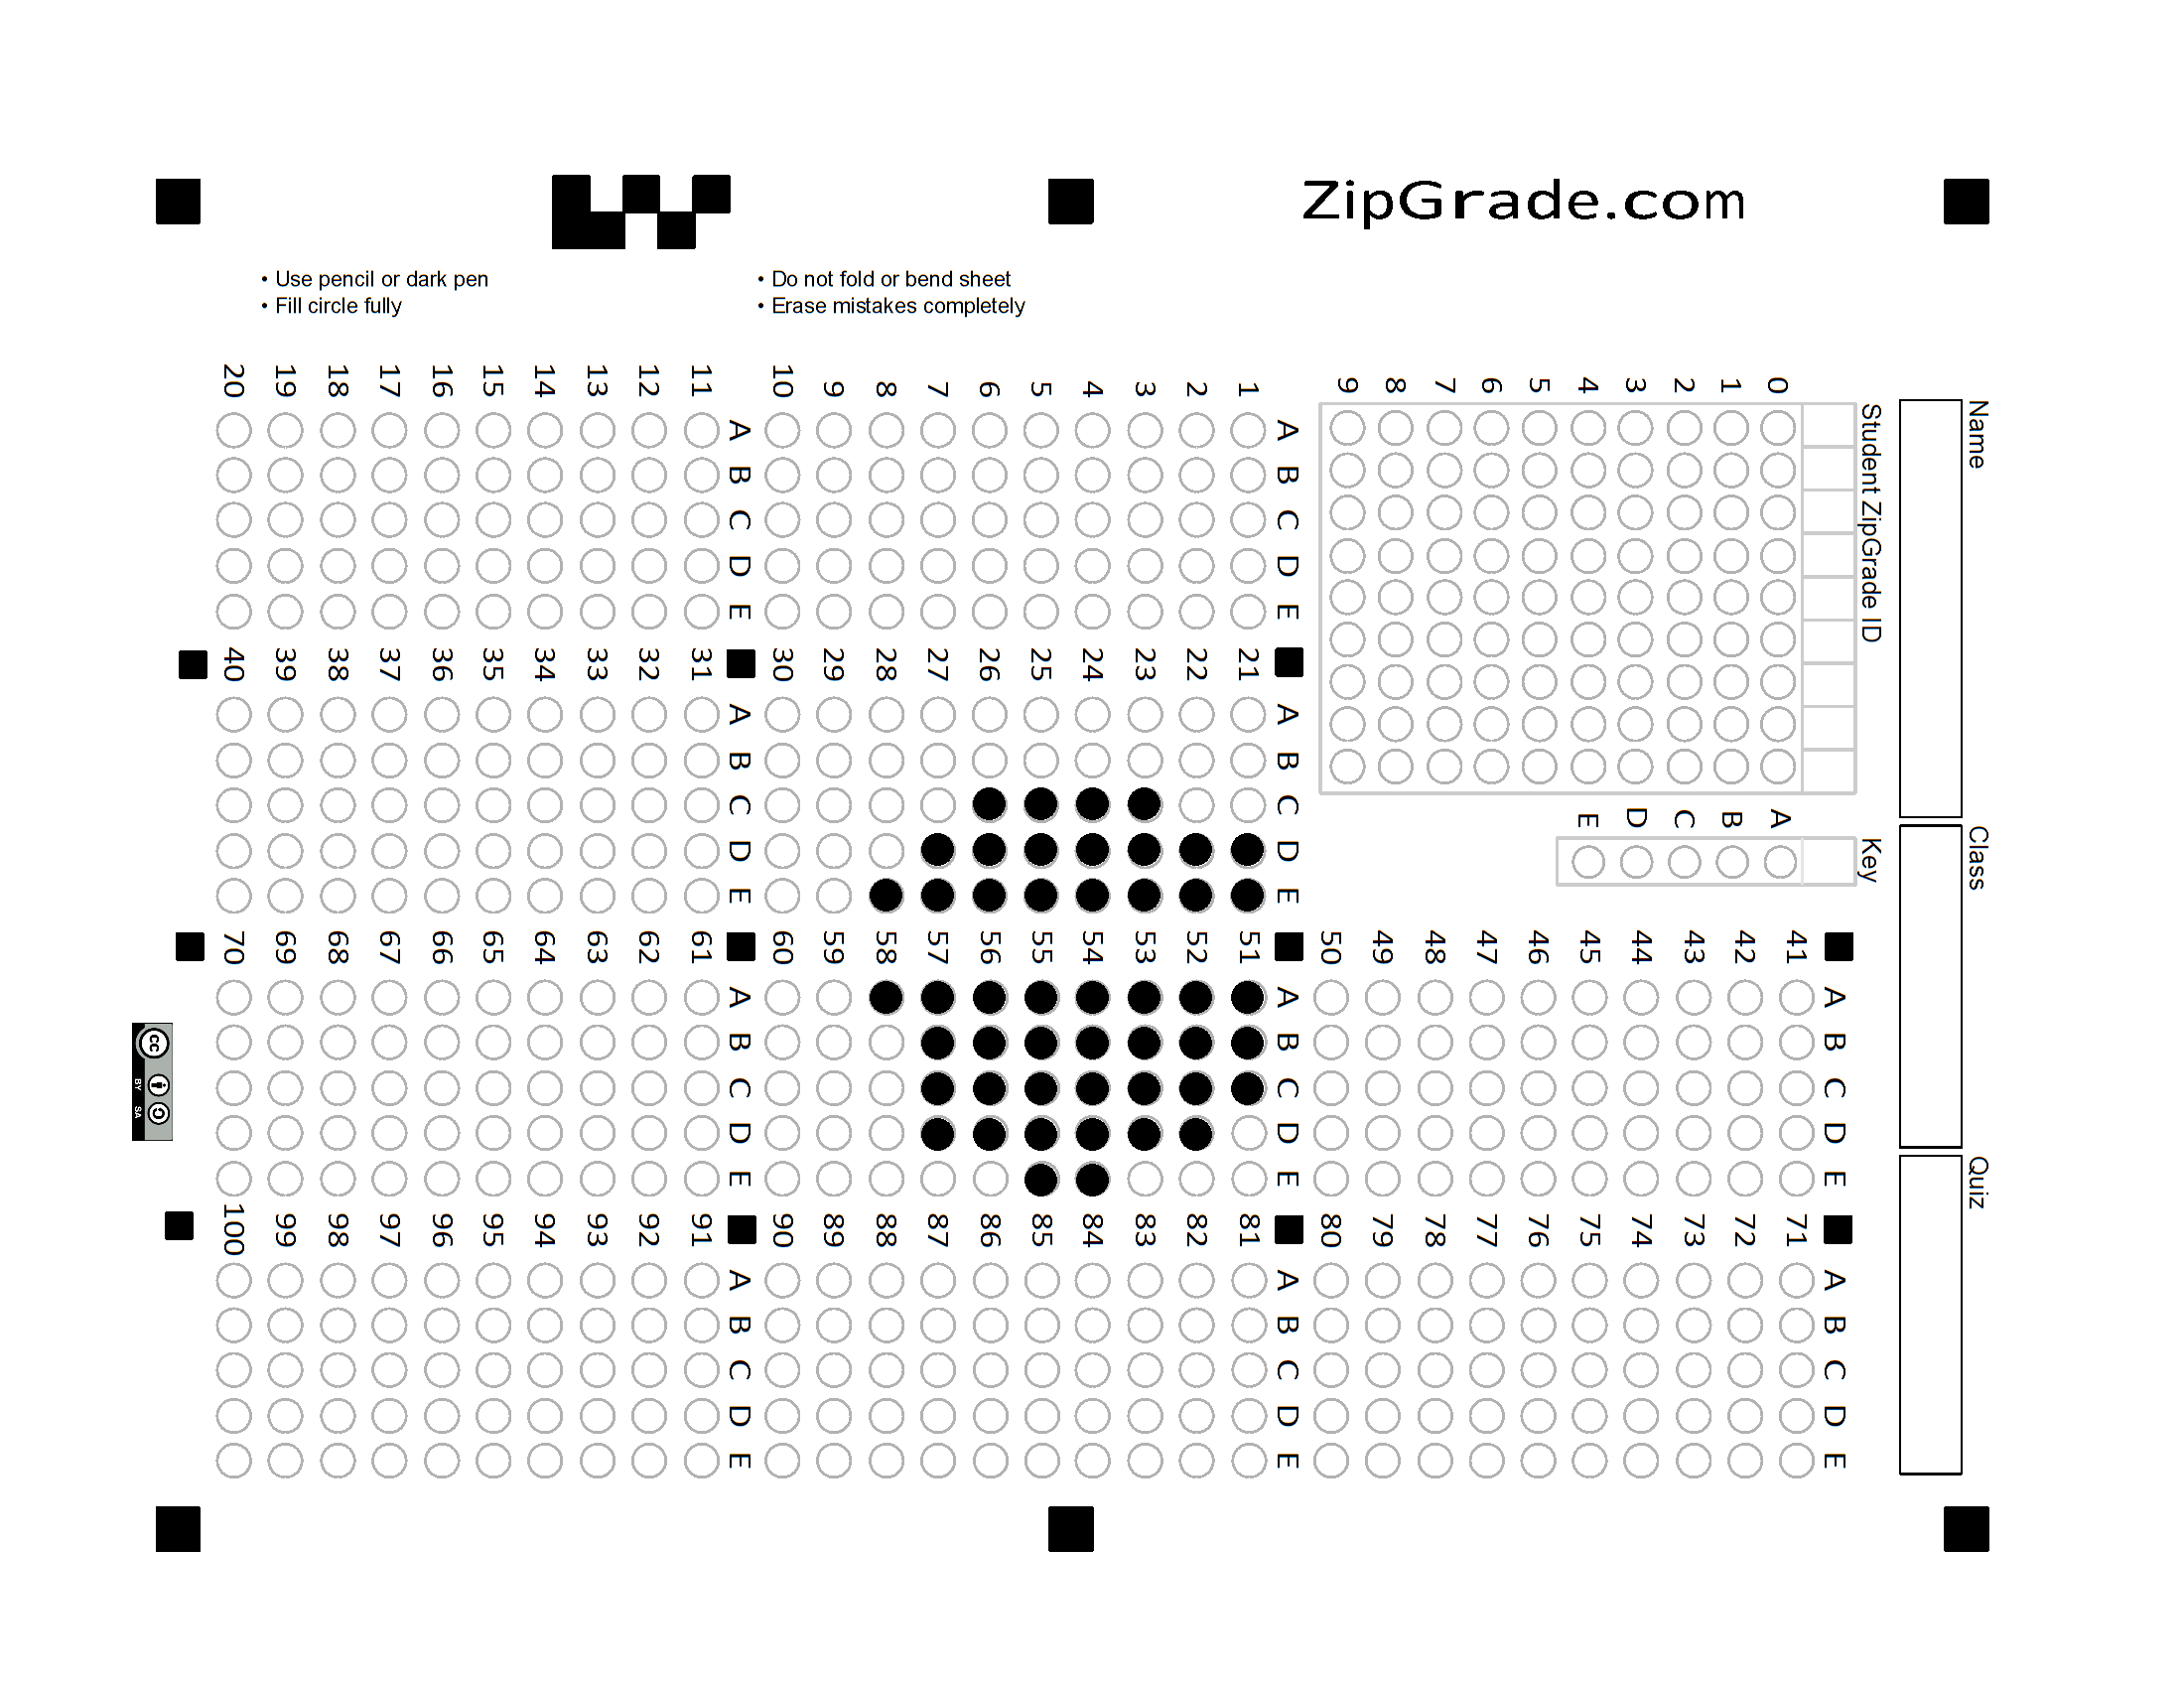 ZipGrade.com
• Use pencil or dark pen
• Fill circle fully
• Do not fold or bend sheet
• Erase mistakes completely
Name
Class
Quiz
Student ZipGrade ID
0 1 2 3 4 5 6 7 8 9
Key
A B C D E
1 2 3 4 5 6 7 8 9 10
A B C D E
11 12 13 14 15 16 17 18 19 20
A B C D E
21 22 23 24 25 26 27 28 29 30
A B C D E
31 32 33 34 35 36 37 38 39 40
A B C D E
41 42 43 44 45 46 47 48 49 50
A B C D E
51 52 53 54 55 56 57 58 59 60
A B C D E
61 62 63 64 65 66 67 68 69 70
A B C D E
71 72 73 74 75 76 77 78 79 80
A B C D E
81 82 83 84 85 86 87 88 89 90
A B C D E
91 92 93 94 95 96 97 98 99 100
A B C D E
cc
BY SA